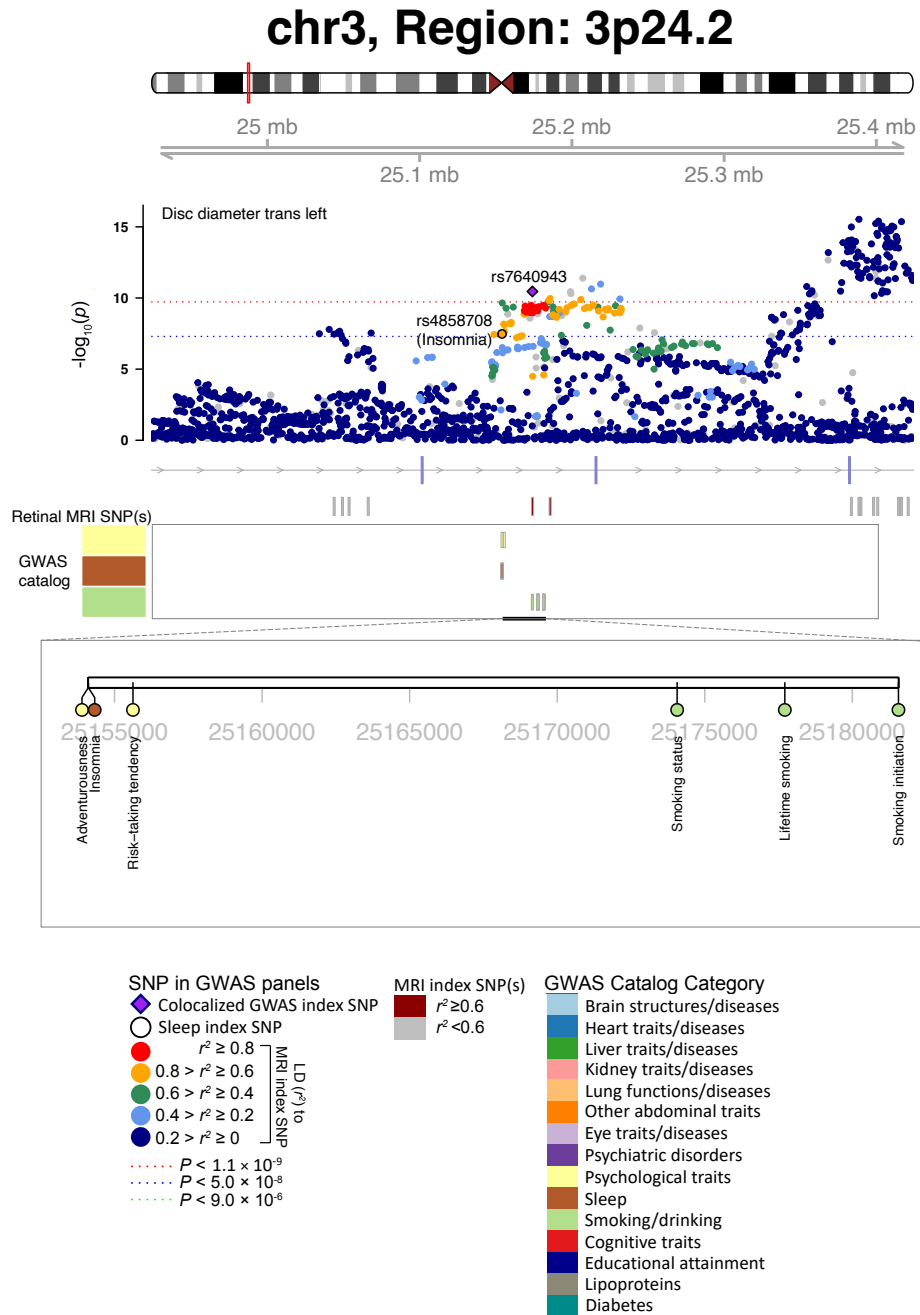 chr3, Region: 3p24.2
25 mb
25.2 mb
25.4 mb
25.1 mb
25.3 mb
Disc diameter trans left
15
10
5
0
-log10(p)
rs7640943
rs4858708
(Insomnia)
Retinal MRI SNP(s)
GWAS
catalog
25155000
25160000
25165000
25170000
25175000
25180000
Adventurousness
Insomnia
Risk−taking tendency
Smoking status
Lifetime smoking
Smoking initiation
SNP in GWAS panels
Colocalized GWAS index SNP
Sleep index SNP
r² ≥ 0.8
0.8 > r² ≥ 0.6
0.6 > r² ≥ 0.4
0.4 > r² ≥ 0.2
0.2 > r² ≥ 0
LD (r²) to
MRI index SNP
P < 1.1 × 10⁻⁹
P < 5.0 × 10⁻⁸
P < 9.0 × 10⁻⁶
MRI index SNP(s)
r²≥0.6
r²<0.6
GWAS Catalog Category
Brain structures/diseases
Heart traits/diseases
Liver traits/diseases
Kidney traits/diseases
Lung functions/diseases
Other abdominal traits
Eye traits/diseases
Psychiatric disorders
Psychological traits
Sleep
Smoking/drinking
Cognitive traits
Educational attainment
Lipoproteins
Diabetes